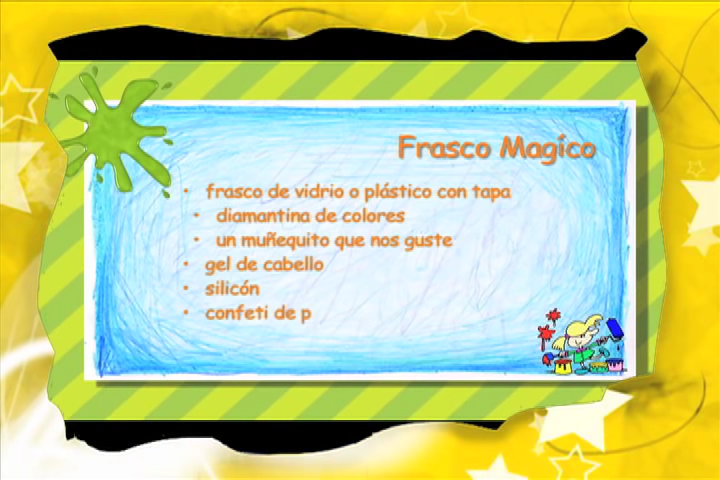 Frasco Magíco
• frasco de vidrio o plástico con tapa
• diamantina de colores
• un muñequito que nos guste
• gel de cabello
• silicón
• confeti de p